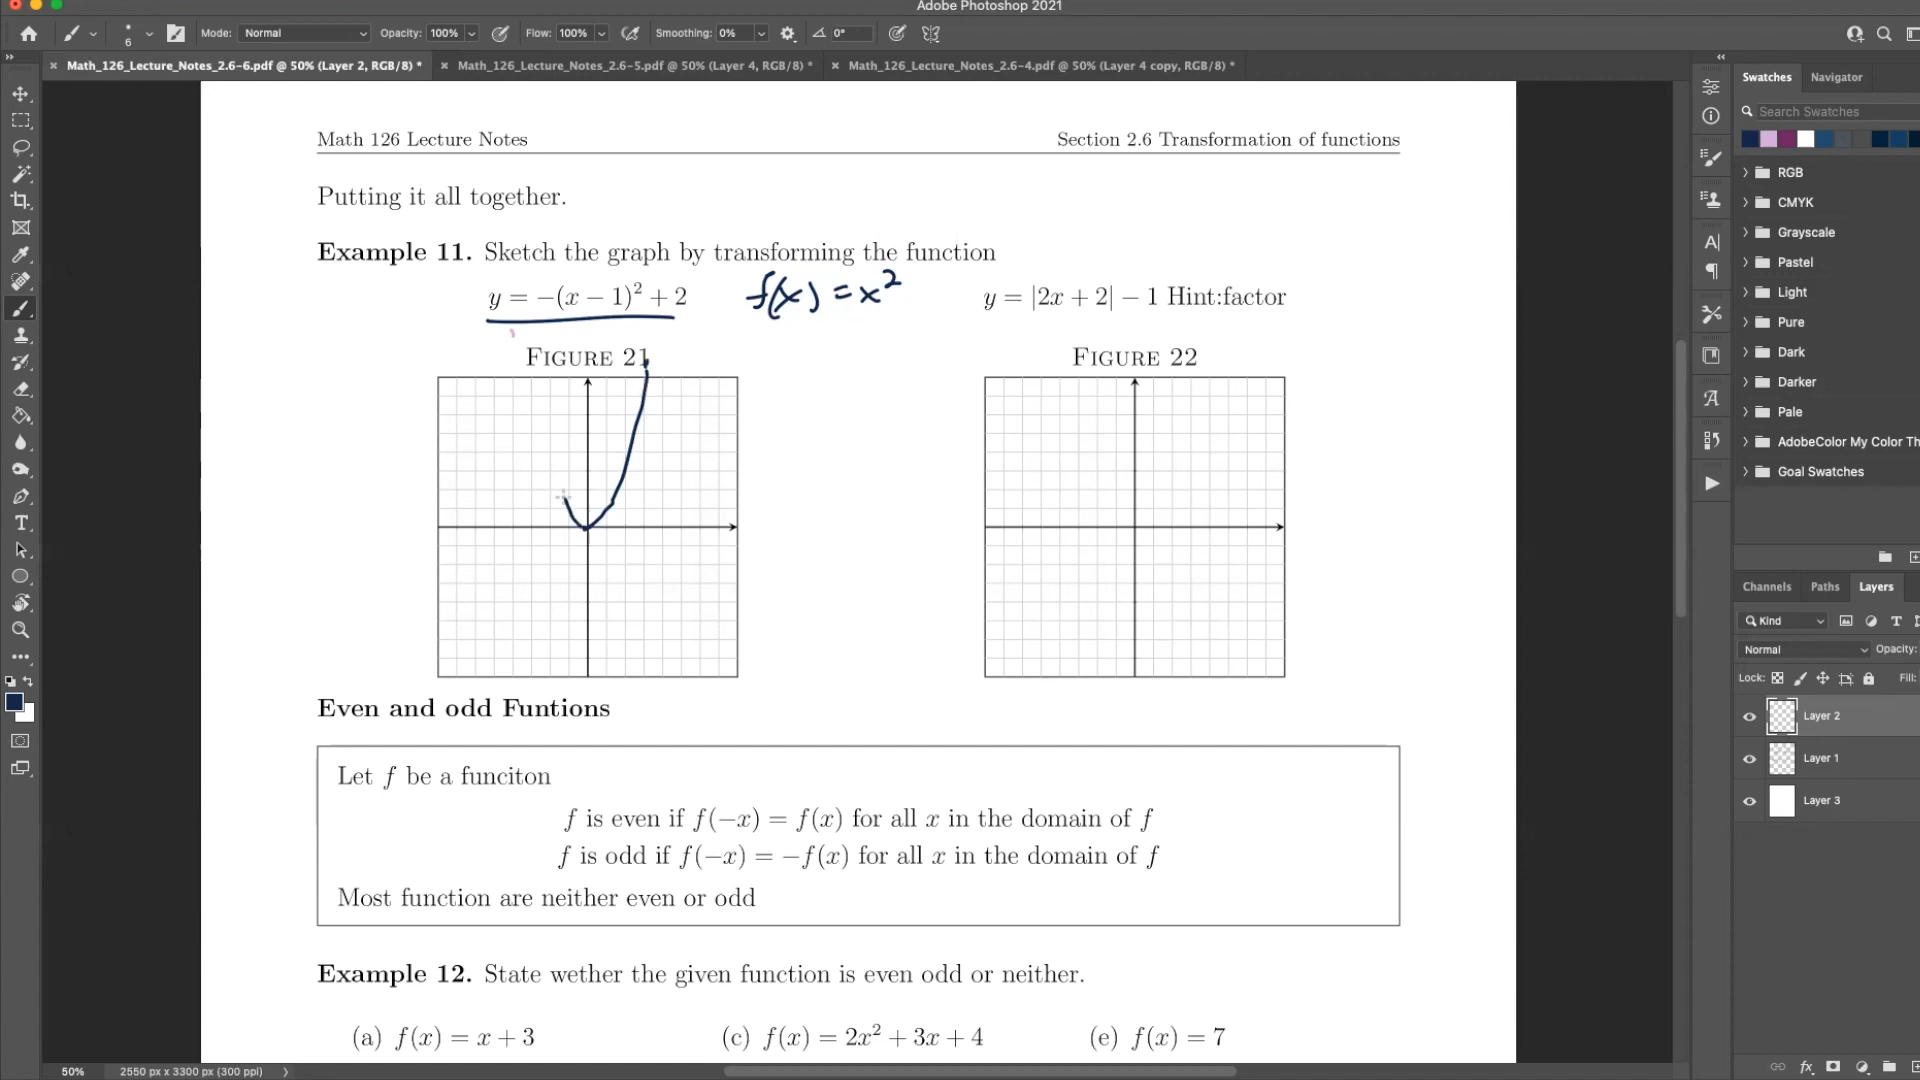 Adobe Photoshop 2021
6 Mode: Normal Opacity: 100% Flow: 100% Smoothing: 0% 0°
Math_126_Lecture_Notes_2.6-6.pdf @ 50% (Layer 2, RGB/8) * Math_126_Lecture_Notes_2.6-5.pdf @ 50% (Layer 4, RGB/8) * Math_126_Lecture_Notes_2.6-4.pdf @ 50% (Layer 4 copy, RGB/8) *
Math 126 Lecture Notes Section 2.6 Transformation of functions
Putting it all together.
Example 11. Sketch the graph by transforming the function
y = −(x − 1)² + 2 f(x) = x² y = |2x + 2| − 1 Hint:factor
Figure 21 Figure 22
Even and odd Funtions
Let f be a funciton
f is even if f(−x) = f(x) for all x in the domain of f
f is odd if f(−x) = −f(x) for all x in the domain of f
Most function are neither even or odd
Example 12. State wether the given function is even odd or neither.
(a) f(x) = x + 3 (c) f(x) = 2x² + 3x + 4 (e) f(x) = 7
50% 2550 px x 3300 px (300 ppi)
Swatches Navigator
Search Swatches
RGB
CMYK
Grayscale
Pastel
Light
Pure
Dark
Darker
Pale
AdobeColor My Color Th
Goal Swatches
Channels Paths Layers
Kind
Normal Opacity:
Lock: Fill:
Layer 2
Layer 1
Layer 3